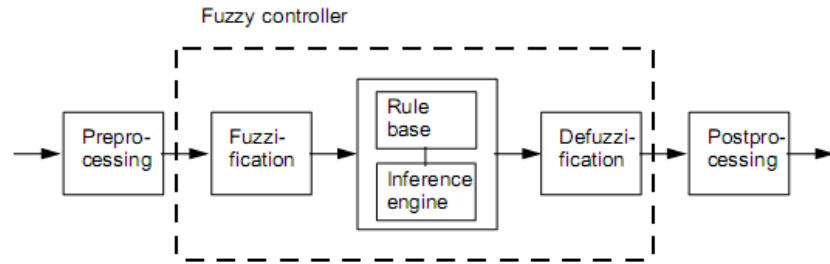 Fuzzy controller
Prepro-
cessing
Fuzzi-
fication
Rule
base
Inference
engine
Defuzzi-
fication
Postpro-
cessing